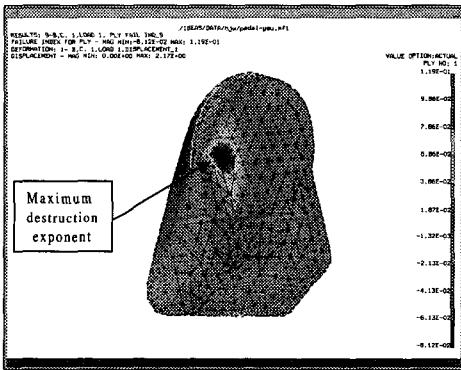 /IDEAS/DATA/hjw/pedal-you.mf1
RESULTS: 9-B.C. 1,LOAD 1, PLY FAIL IND_9
FAILURE INDEX FOR PLY - MAG MIN:-8.12E-02 MAX: 1.19E-01
DEFORMATION: 1- B.C. 1,LOAD 1,DISPLACEMENT_1
DISPLACEMENT - MAG MIN: 0.00E+00 MAX: 2.17E+00
VALUE OPTION:ACTUAL
PLY NO: 1
1.19E-01
9.86E-02
7.86E-02
5.86E-02
3.86E-02
1.87E-02
-1.32E-03
-2.13E-02
-4.13E-02
-6.12E-02
-8.12E-02
Maximum
destruction
exponent